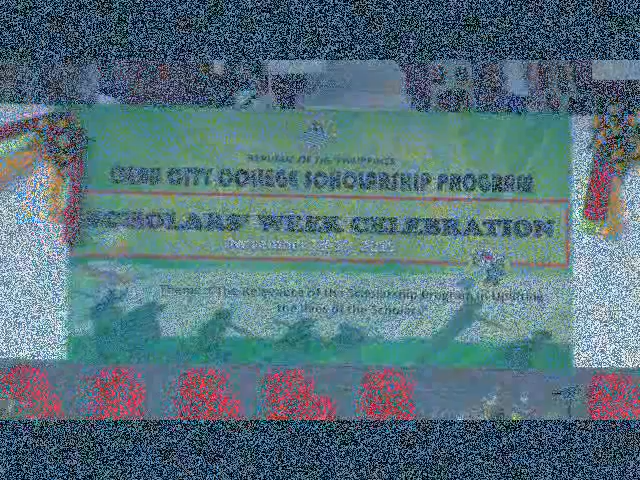 REPUBLIC OF THE PHILIPPINES
CITY COLLEGE SCHOLARSHIP PROGRAM
SCHOLARS' WEEK CELEBRATION
November
Theme: "The Relevance of the Scholarship Program in Uplifting
the lives of the Scholars"